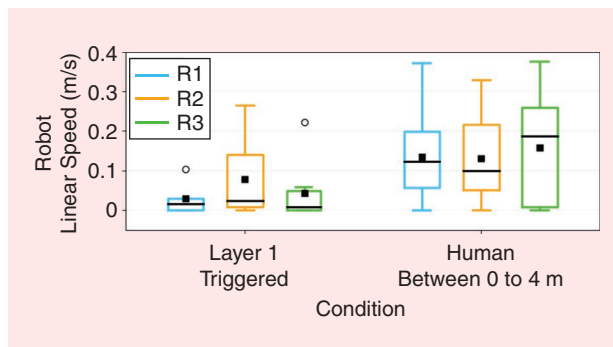 Robot
Linear Speed (m/s)
0.4
0.3
0.2
0.1
0
R1
R2
R3
Layer 1
Triggered
Human
Between 0 to 4 m
Condition